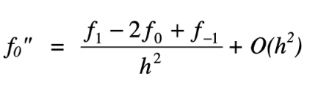 f₀″ = (f₁ − 2f₀ + f₋₁) / h² + O(h²)